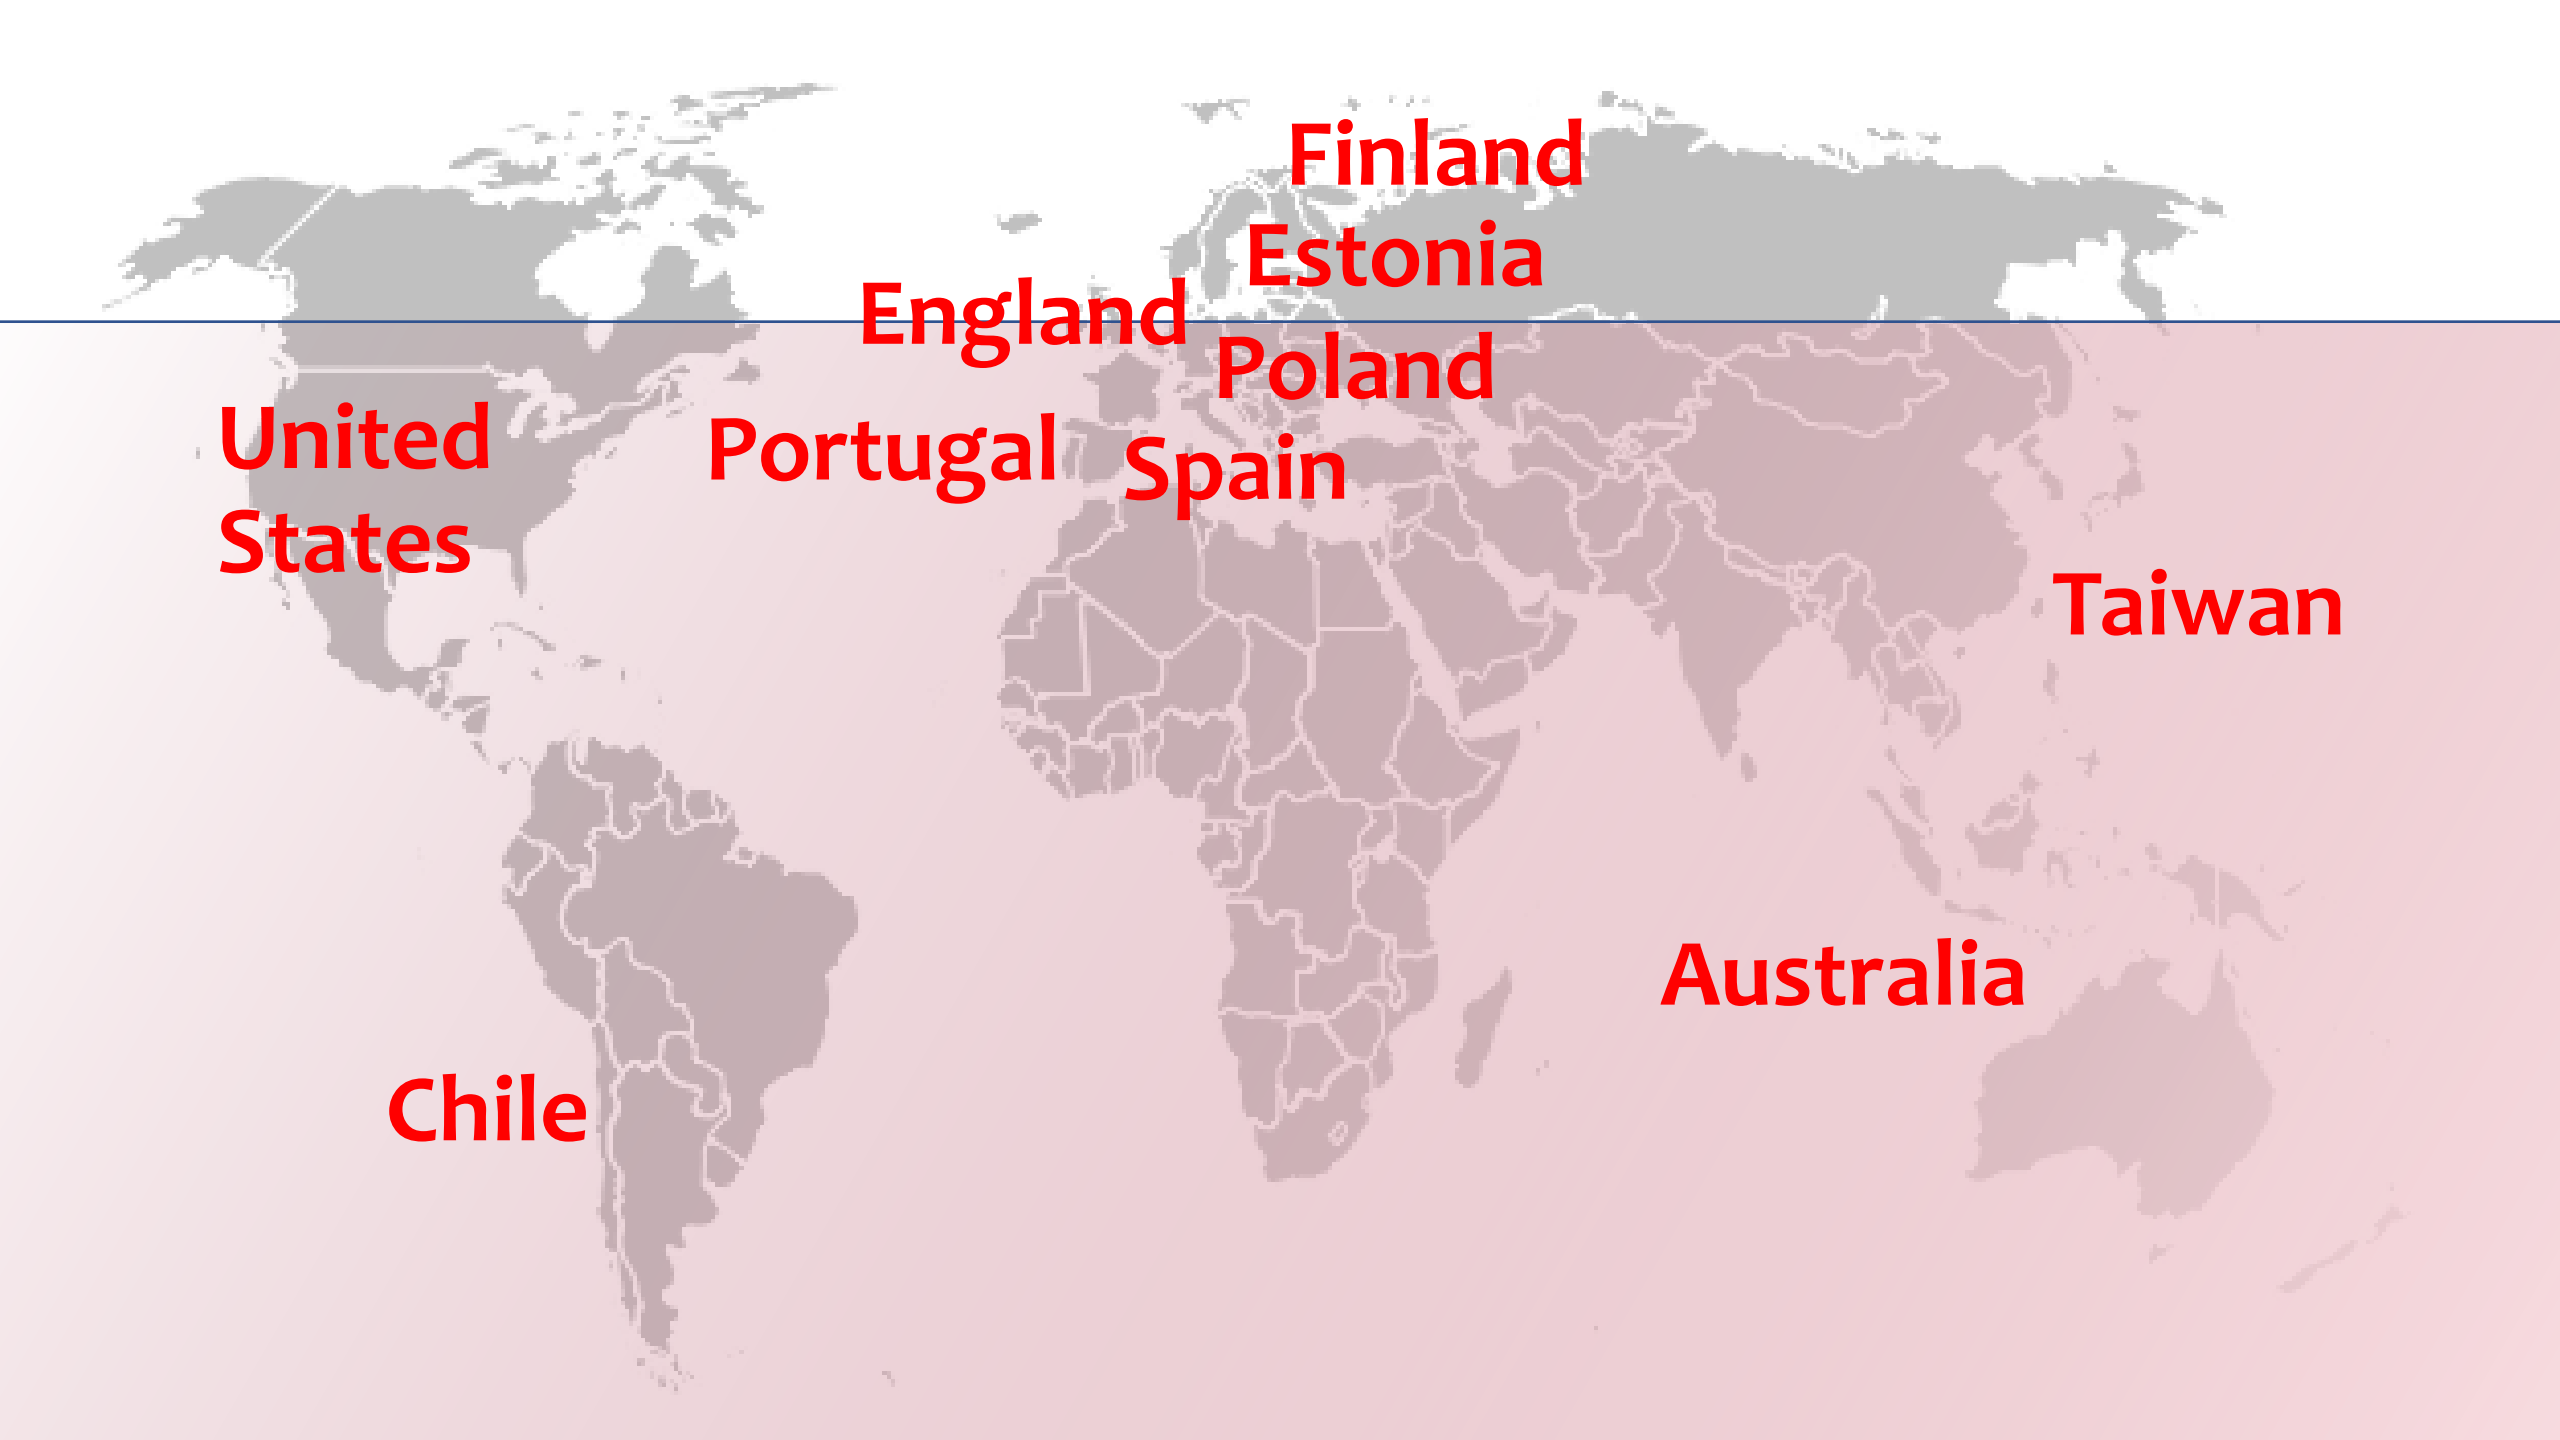 Finland
Estonia
England
Poland
United
States
Portugal
Spain
Taiwan
Australia
Chile